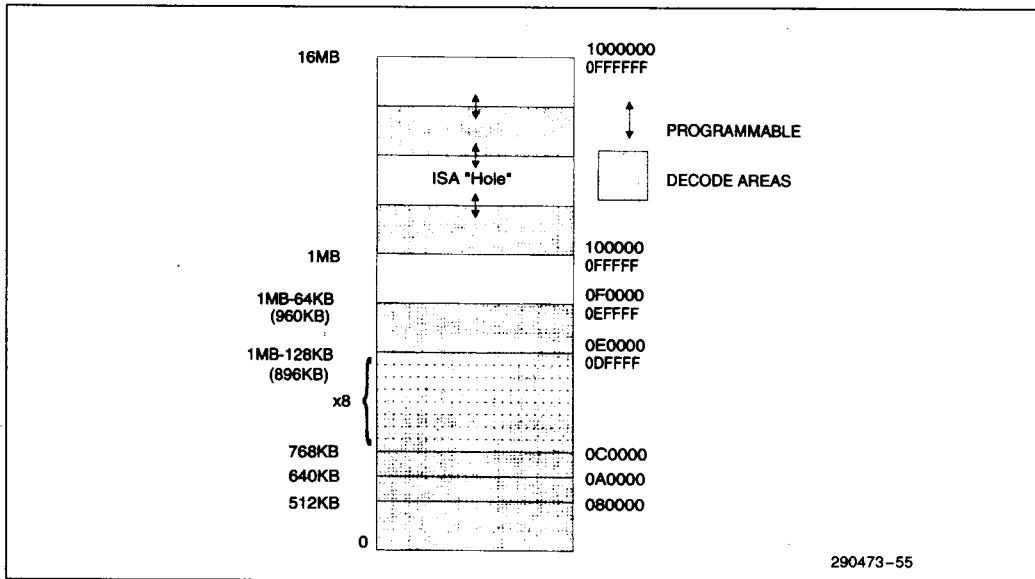 16MB
1000000
0FFFFFF
PROGRAMMABLE
ISA "Hole"
DECODE AREAS
1MB
100000
0FFFFF
1MB-64KB
(960KB)
0F0000
0EFFFF
1MB-128KB
(896KB)
0E0000
0DFFFF
x8
768KB
0C0000
640KB
0A0000
512KB
080000
0
290473-55